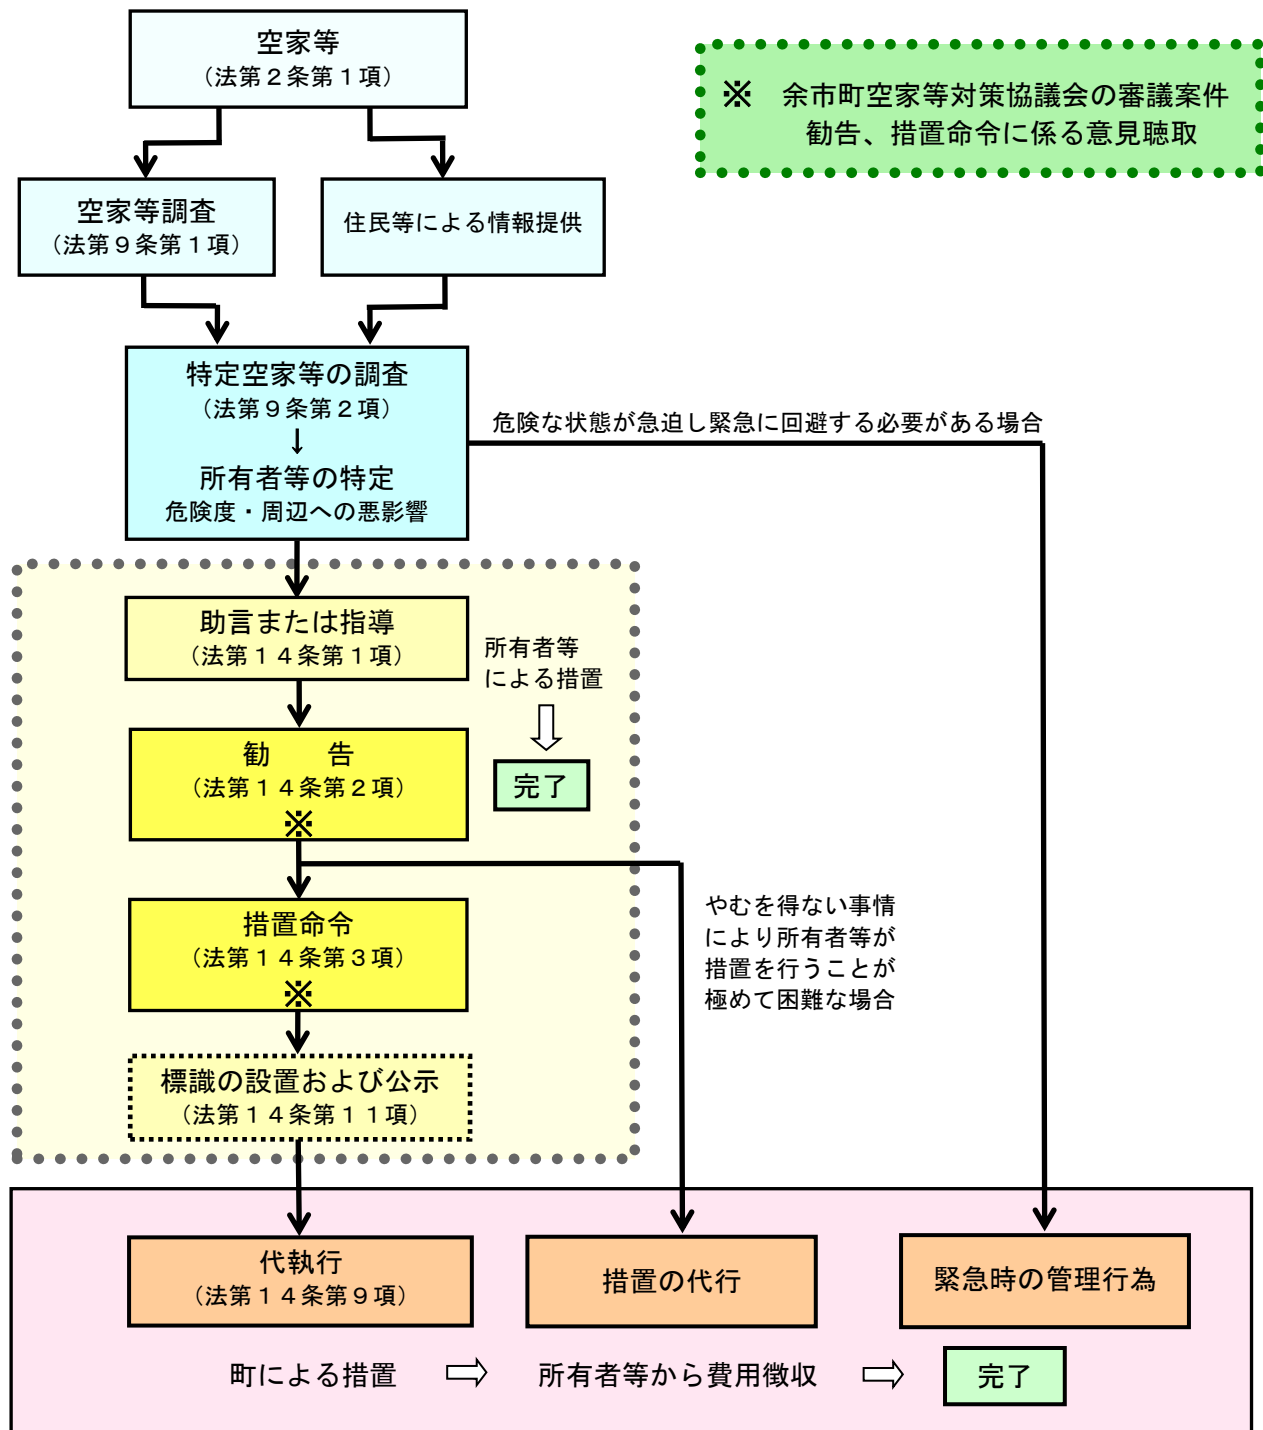 空家等
（法第２条第１項）
※　余市町空家等対策協議会の審議案件
勧告、措置命令に係る意見聴取
空家等調査
（法第９条第１項）
住民等による情報提供
特定空家等の調査
（法第９条第２項）
↓
所有者等の特定
危険度・周辺への悪影響
危険な状態が急迫し緊急に回避する必要がある場合
助言または指導
（法第１４条第１項）
所有者等
による措置
完了
勧　　告
（法第１４条第２項）
※
措置命令
（法第１４条第３項）
※
やむを得ない事情
により所有者等が
措置を行うことが
極めて困難な場合
標識の設置および公示
（法第１４条第１１項）
代執行
（法第１４条第９項）
措置の代行
緊急時の管理行為
町による措置
所有者等から費用徴収
完了